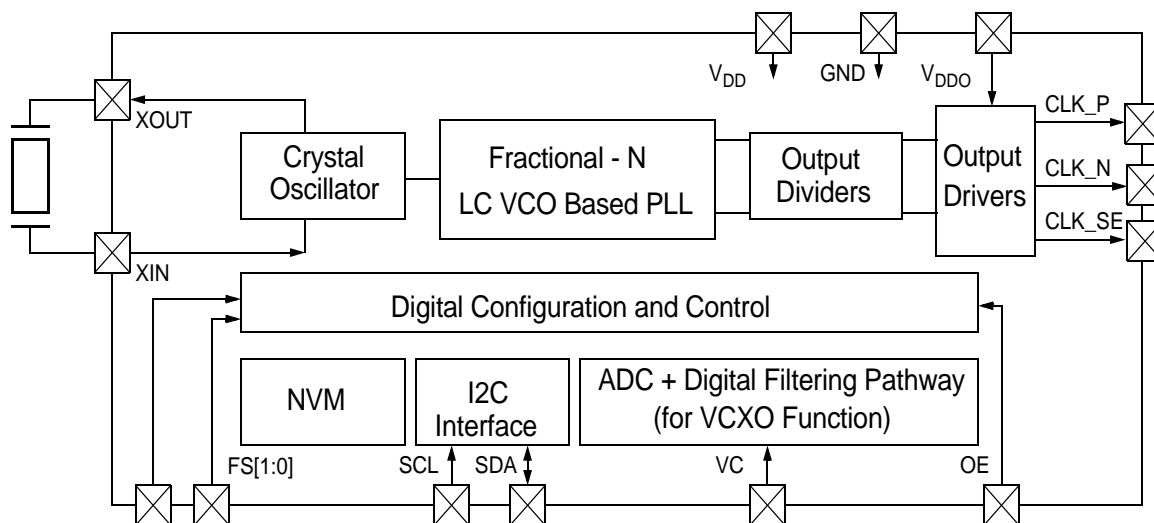 V_DD
GND
V_DDO
XOUT
CLK_P
Crystal
Oscillator
Fractional - N
LC VCO Based PLL
Output
Dividers
Output
Drivers
CLK_N
CLK_SE
XIN
Digital Configuration and Control
NVM
I2C
Interface
ADC + Digital Filtering Pathway
(for VCXO Function)
FS[1:0]
SCL
SDA
VC
OE